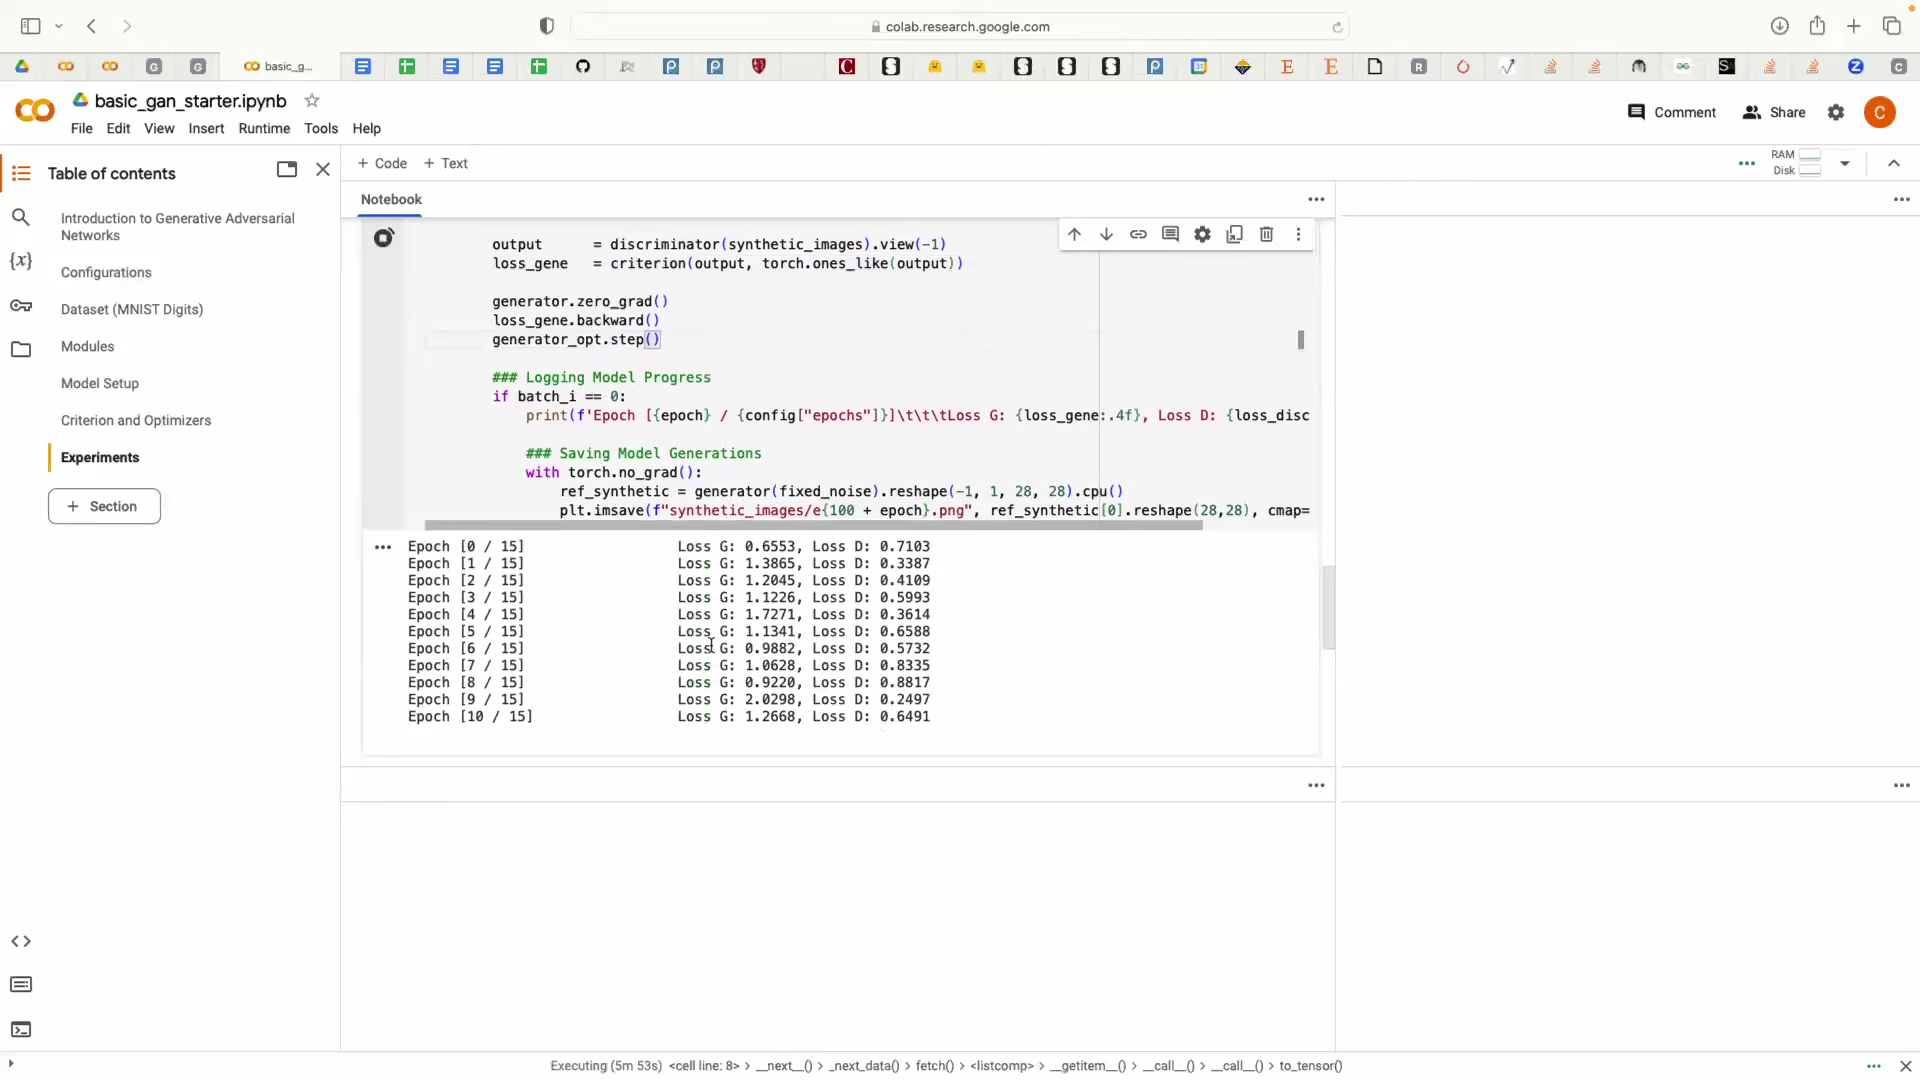 colab.research.google.com
basic_g...
basic_gan_starter.ipynb
File Edit View Insert Runtime Tools Help
Comment
Share
C
Table of contents
+ Code + Text
RAM
Disk
Notebook
Introduction to Generative Adversarial
Networks
Configurations
Dataset (MNIST Digits)
Modules
Model Setup
Criterion and Optimizers
Experiments
+ Section
output = discriminator(synthetic_images).view(-1)
loss_gene = criterion(output, torch.ones_like(output))
generator.zero_grad()
loss_gene.backward()
generator_opt.step()
### Logging Model Progress
if batch_i == 0:
print(f'Epoch [{epoch} / {config["epochs"]}]\t\t\tLoss G: {loss_gene:.4f}, Loss D: {loss_disc
### Saving Model Generations
with torch.no_grad():
ref_synthetic = generator(fixed_noise).reshape(-1, 1, 28, 28).cpu()
plt.imsave(f"synthetic_images/e{100 + epoch}.png", ref_synthetic[0].reshape(28,28), cmap=
Epoch [0 / 15] Loss G: 0.6553, Loss D: 0.7103
Epoch [1 / 15] Loss G: 1.3865, Loss D: 0.3387
Epoch [2 / 15] Loss G: 1.2045, Loss D: 0.4109
Epoch [3 / 15] Loss G: 1.1226, Loss D: 0.5993
Epoch [4 / 15] Loss G: 1.7271, Loss D: 0.3614
Epoch [5 / 15] Loss G: 1.1341, Loss D: 0.6588
Epoch [6 / 15] Loss G: 0.9882, Loss D: 0.5732
Epoch [7 / 15] Loss G: 1.0628, Loss D: 0.8335
Epoch [8 / 15] Loss G: 0.9220, Loss D: 0.8817
Epoch [9 / 15] Loss G: 2.0298, Loss D: 0.2497
Epoch [10 / 15] Loss G: 1.2668, Loss D: 0.6491
Executing (5m 53s) <cell line: 8> > __next__() > _next_data() > fetch() > <listcomp> > __getitem__() > __call__() > __call__() > to_tensor()